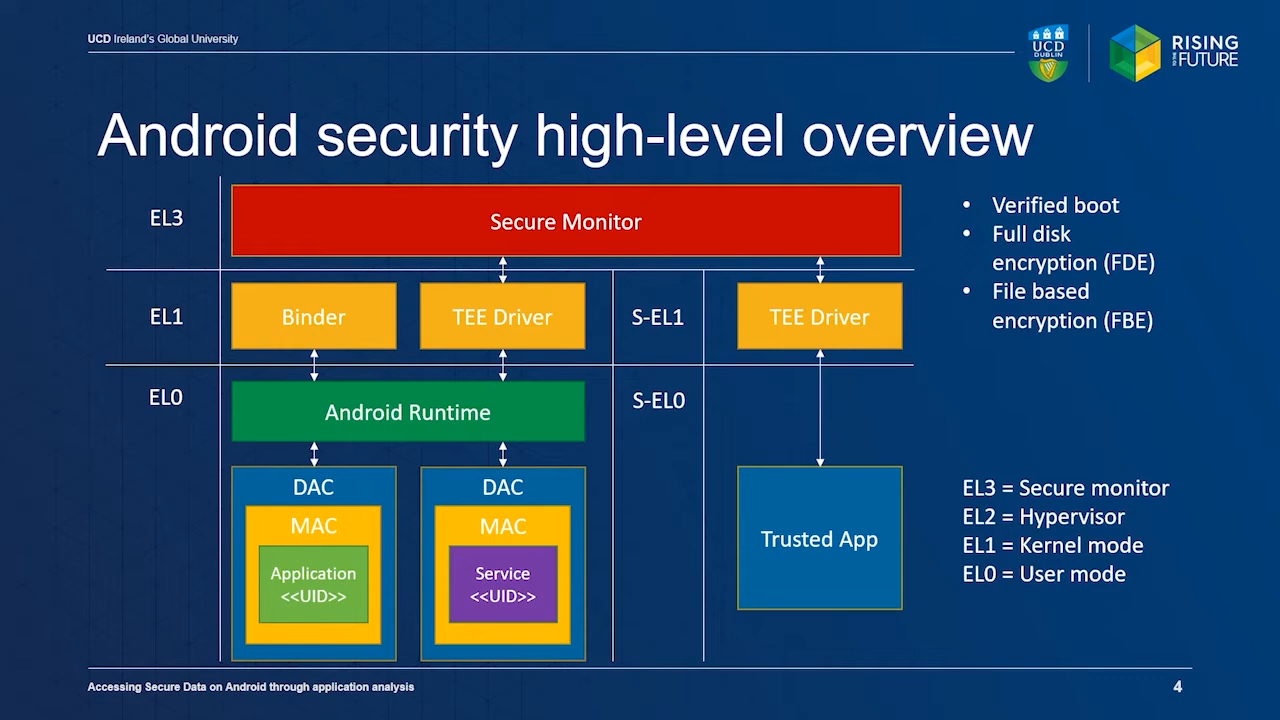 UCD Ireland's Global University
UCD
DUBLIN
RISING
TO THE
FUTURE
Android security high-level overview
EL3
Secure Monitor
EL1
Binder
TEE Driver
S-EL1
TEE Driver
EL0
Android Runtime
S-EL0
DAC
MAC
Application
<<UID>>
DAC
MAC
Service
<<UID>>
Trusted App
• Verified boot
• Full disk
encryption (FDE)
• File based
encryption (FBE)
EL3 = Secure monitor
EL2 = Hypervisor
EL1 = Kernel mode
EL0 = User mode
Accessing Secure Data on Android through application analysis
4